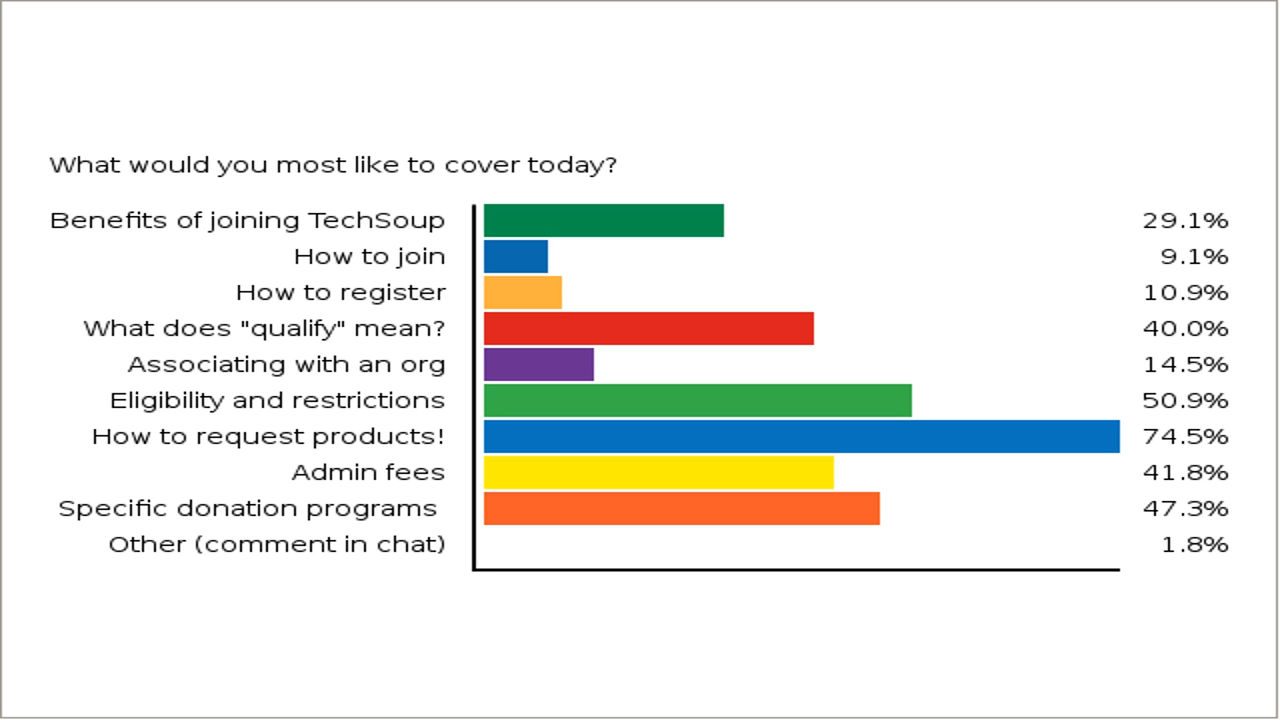 What would you most like to cover today?
Benefits of joining TechSoup 29.1%
How to join 9.1%
How to register 10.9%
What does "qualify" mean? 40.0%
Associating with an org 14.5%
Eligibility and restrictions 50.9%
How to request products! 74.5%
Admin fees 41.8%
Specific donation programs 47.3%
Other (comment in chat) 1.8%